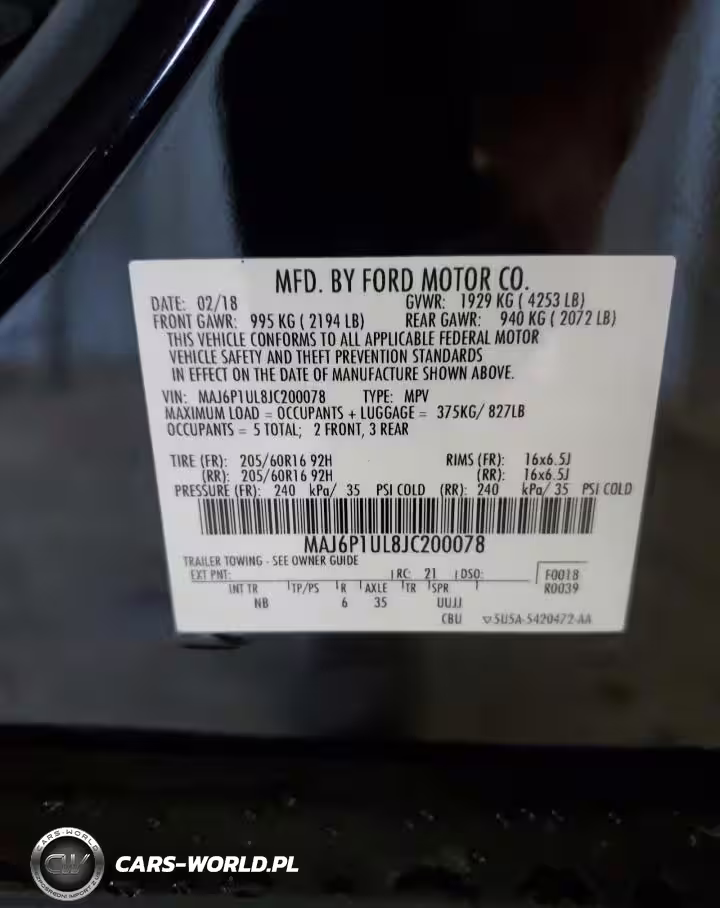 MFD. BY FORD MOTOR CO.
DATE: 02/18 GVWR: 1929 KG ( 4253 LB)
FRONT GAWR: 995 KG ( 2194 LB) REAR GAWR: 940 KG ( 2072 LB)
THIS VEHICLE CONFORMS TO ALL APPLICABLE FEDERAL MOTOR
VEHICLE SAFETY AND THEFT PREVENTION STANDARDS
IN EFFECT ON THE DATE OF MANUFACTURE SHOWN ABOVE.
VIN: MAJ6P1UL8JC200078 TYPE: MPV
MAXIMUM LOAD = OCCUPANTS + LUGGAGE = 375KG/ 827LB
OCCUPANTS = 5 TOTAL; 2 FRONT, 3 REAR
TIRE (FR): 205/60R16 92H RIMS (FR): 16x6.5J
(RR): 205/60R16 92H (RR): 16x6.5J
PRESSURE (FR): 240 kPa/ 35 PSI COLD (RR): 240 kPa/ 35 PSI COLD
MAJ6P1UL8JC200078
TRAILER TOWING - SEE OWNER GUIDE
EXT PNT: RC: 21 DSO: F0018
INT TR TP/PS R AXLE TR SPR R0039
NB 6 35 UUJJ
CBU 5U5A-5420472-AA
CARS-WORLD
CW
CARS-WORLD.PL